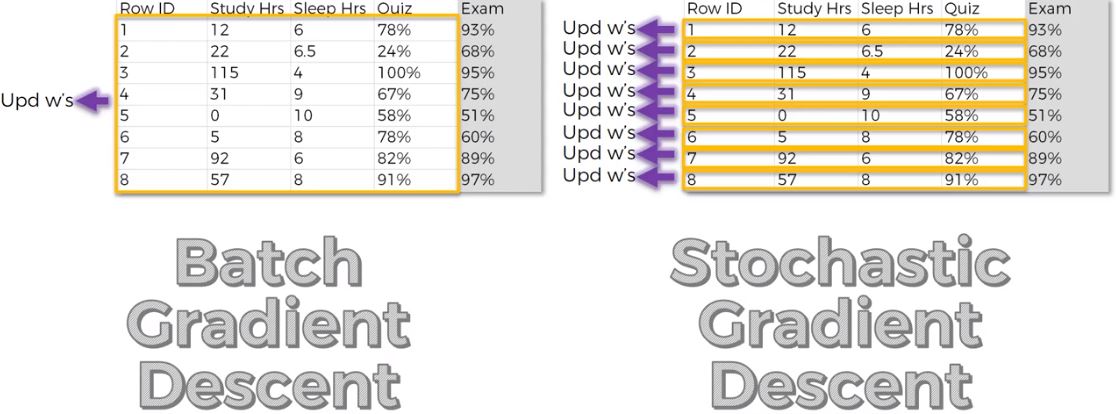 Row ID Study Hrs Sleep Hrs Quiz Exam
1 12 6 78% 93%
2 22 6.5 24% 68%
3 115 4 100% 95%
4 31 9 67% 75%
5 0 10 58% 51%
6 5 8 78% 60%
7 92 6 82% 89%
8 57 8 91% 97%
Upd w's
Batch
Gradient
Descent
Row ID Study Hrs Sleep Hrs Quiz Exam
Upd w's 1 12 6 78% 93%
Upd w's 2 22 6.5 24% 68%
Upd w's 3 115 4 100% 95%
Upd w's 4 31 9 67% 75%
Upd w's 5 0 10 58% 51%
Upd w's 6 5 8 78% 60%
Upd w's 7 92 6 82% 89%
Upd w's 8 57 8 91% 97%
Stochastic
Gradient
Descent